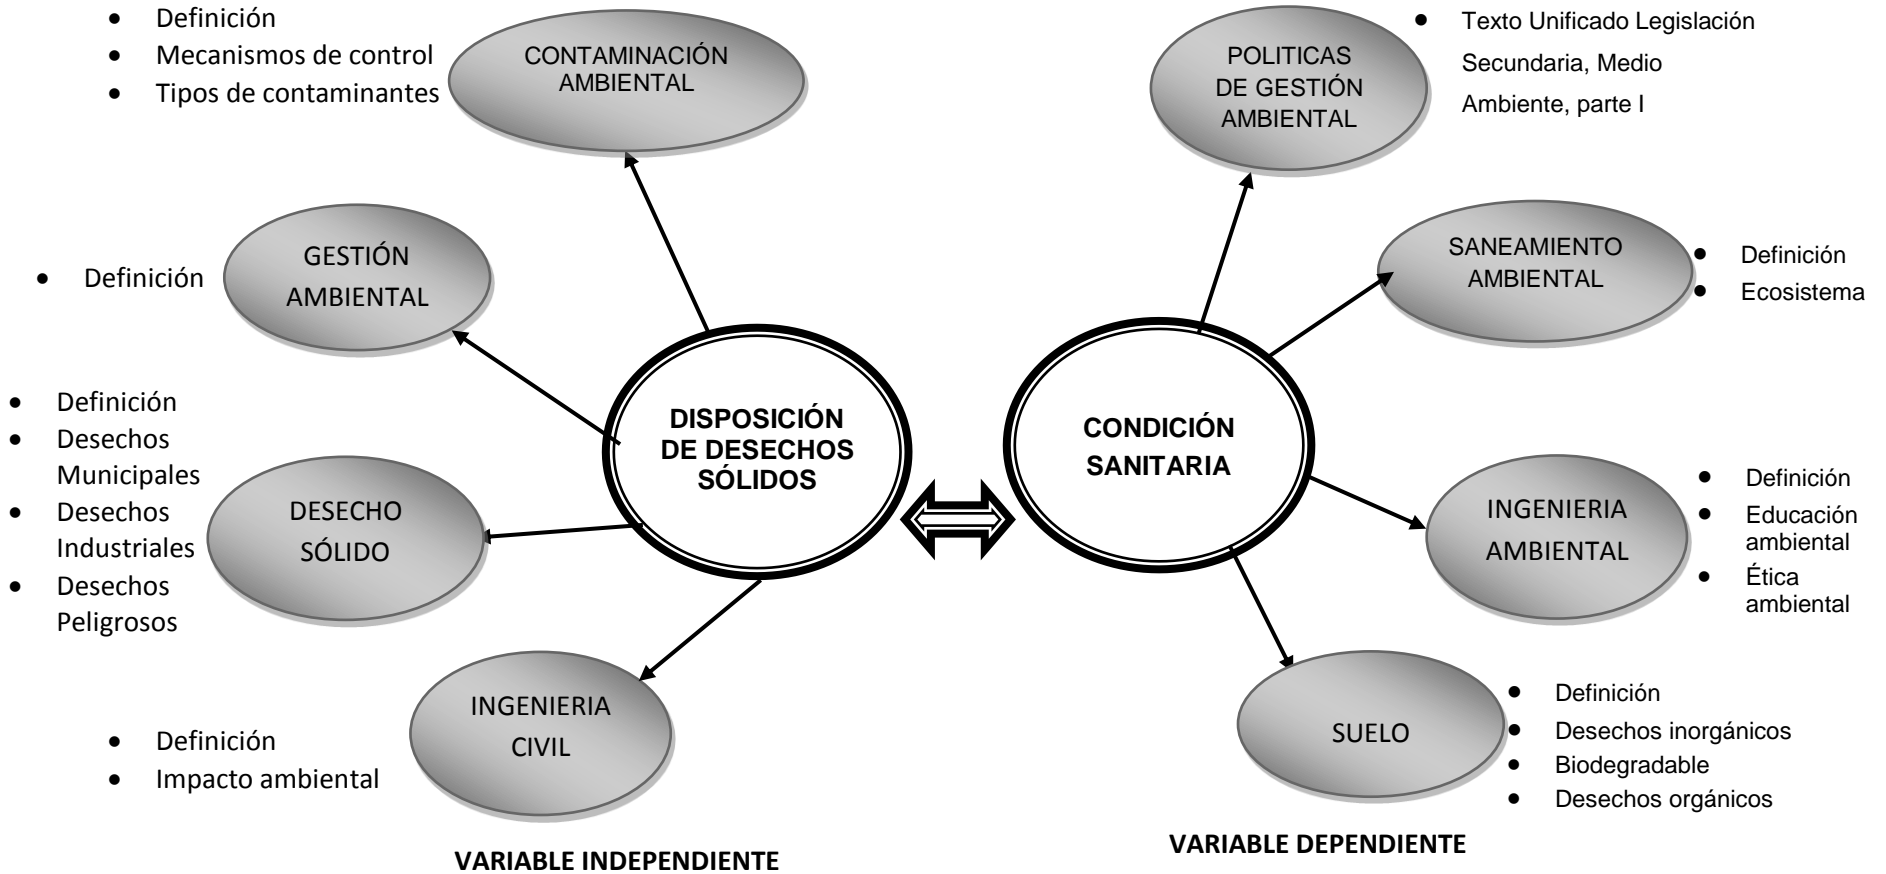 • Definición
• Mecanismos de control
• Tipos de contaminantes
CONTAMINACIÓN
AMBIENTAL
GESTIÓN
AMBIENTAL
• Definición
• Definición
• Desechos
Municipales
• Desechos
Industriales
• Desechos
Peligrosos
DESECHO
SÓLIDO
INGENIERIA
CIVIL
• Definición
• Impacto ambiental
DISPOSICIÓN
DE DESECHOS
SÓLIDOS
VARIABLE INDEPENDIENTE
POLITICAS
DE GESTIÓN
AMBIENTAL
• Texto Unificado Legislación
Secundaria, Medio
Ambiente, parte I
SANEAMIENTO
AMBIENTAL
• Definición
• Ecosistema
CONDICIÓN
SANITARIA
INGENIERIA
AMBIENTAL
• Definición
• Educación
ambiental
• Ética
ambiental
SUELO
• Definición
• Desechos inorgánicos
• Biodegradable
• Desechos orgánicos
VARIABLE DEPENDIENTE